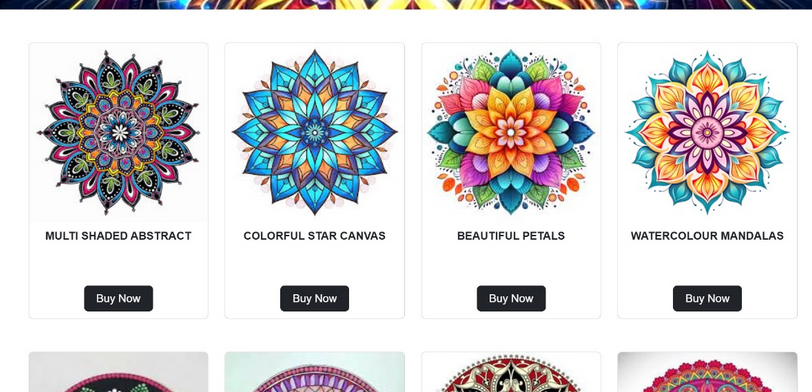 MULTI SHADED ABSTRACT
COLORFUL STAR CANVAS
BEAUTIFUL PETALS
WATERCOLOUR MANDALAS
Buy Now
Buy Now
Buy Now
Buy Now